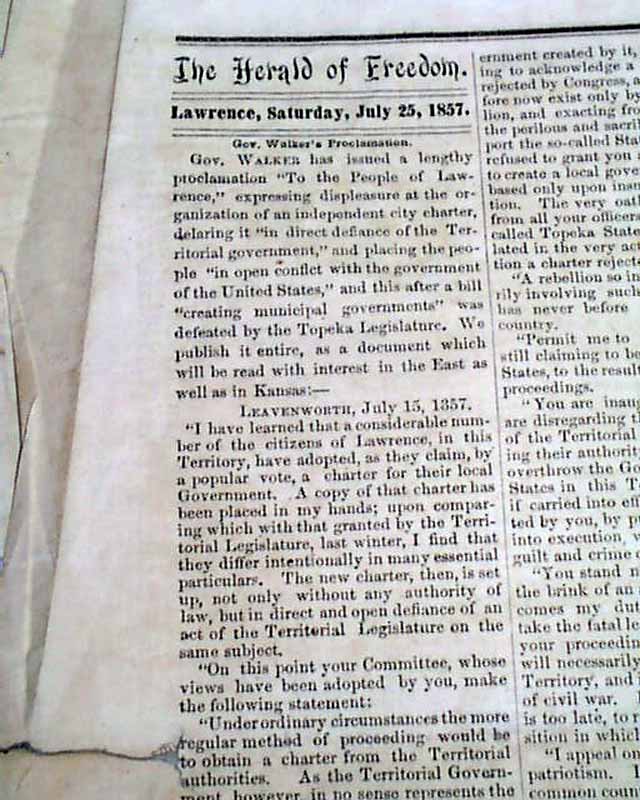 The Herald of Freedom.
Lawrence, Saturday, July 25, 1857.
Gov. Walker's Proclamation.
Gov. Walker has issued a lengthy
proclamation "To the People of Law-
rence," expressing displeasure at the or-
ganization of an independent city charter,
delaring it "in direct defiance of the Ter-
ritorial government," and placing the peo-
ple "in open conflct with the government
of the United States," and this after a bill
"creating municipal governments" was
defeated by the Topeka Legislature. We
publish it entire, as a document which
will be read with interest in the East as
well as in Kansas:—
Leavenworth, July 15, 1857.
"I have learned that a considerable num-
ber of the citizens of Lawrence, in this
Territory, have adopted, as they claim, by
a popular vote, a charter for their local
Government. A copy of that charter has
been placed in my hands; upon compar-
ing which with that granted by the Terri-
torial Legislature, last winter, I find that
they differ intentionally in many essential
particulars. The new charter, then, is set
up, not only without any authority of
law, but in direct and open defiance of an
act of the Territorial Legislature on the
same subject.
"On this point your Committee, whose
views have been adopted by you, make
the following statement:
"Under ordinary circumstances the more
regular method of proceeding would be
to obtain a charter from the Territorial
authorities. As the Territorial Govern-
ment, however, in no sense represents the
ernment created by it,
ing to acknowledge a
rejected by Congress,
fore now exist only by
lion, and exacting from
the perilous and sacri
port the so-called Stat
refused to grant you
to create a local gove
based only upon insu
tion. The very oath
from all your officers
called Topeka State
lated in the very act
tion a charter reject
"A rebellion so in
rily involving such
has never before
country.
"Permit me to
still claiming to be
States, to the result
proceedings.
"You are inaug
are disregarding th
of the Territorial
ing their authority
overthrow the Go
States in this T
if carried into eff
ted by you, by p
into execution, w
guilt and crime o
"You stand n
the brink of an
comes my du
take the fatal le
your proceedin
will necessarily
Territory, and i
of civil war.
is too late, to r
sition in which
"I appeal on
patriotism. I
common coun